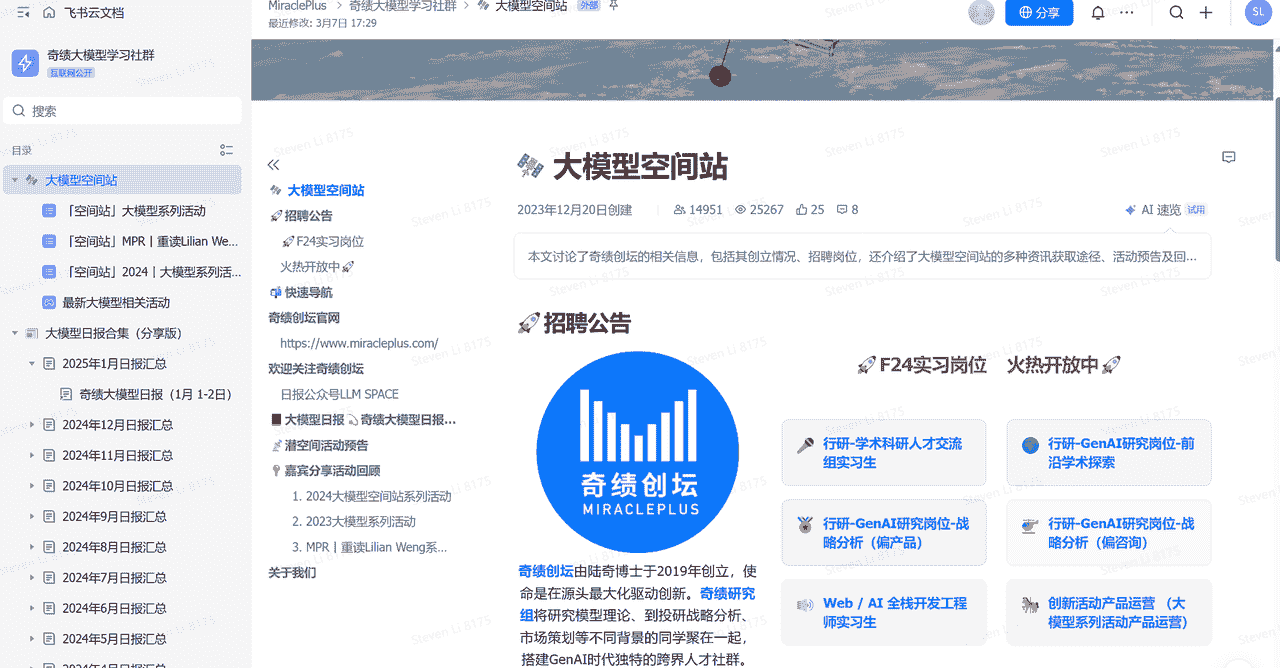 飞书云文档
MiraclePlus > 奇绩大模型学习社群 > 大模型空间站 外部
最近修改: 3月7日 17:29
分享
SL
奇绩大模型学习社群
互联网公开
搜索
目录
大模型空间站
「空间站」大模型系列活动
「空间站」MPR丨重读Lilian We...
「空间站」2024丨大模型系列活...
最新大模型相关活动
大模型日报合集（分享版）
2025年1月日报汇总
奇绩大模型日报（1月 1-2日）
2024年12月日报汇总
2024年11月日报汇总
2024年10月日报汇总
2024年9月日报汇总
2024年8月日报汇总
2024年7月日报汇总
2024年6月日报汇总
2024年5月日报汇总
2024年4月日报汇总
大模型空间站
招聘公告
F24实习岗位
火热开放中
快速导航
奇绩创坛官网
https://www.miracleplus.com/
欢迎关注奇绩创坛
日报公众号LLM SPACE
大模型日报 奇绩大模型日报...
潜空间活动预告
嘉宾分享活动回顾
1. 2024大模型空间站系列活动
2. 2023大模型系列活动
3. MPR丨重读Lilian Weng系...
关于我们
大模型空间站
2023年12月20日创建 14951 25267 25 8
AI 速览 试用
本文讨论了奇绩创坛的相关信息，包括其创立情况、招聘岗位，还介绍了大模型空间站的多种资讯获取途径、活动预告及回...
招聘公告
奇绩创坛
MIRACLEPLUS
奇绩创坛由陆奇博士于2019年创立，使
命是在源头最大化驱动创新。奇绩研究
组将研究模型理论、到投研战略分析、
市场策划等不同背景的同学聚在一起，
搭建GenAI时代独特的跨界人才社群。
F24实习岗位 火热开放中
行研-学术科研人才交流
组实习生
行研-GenAI研究岗位-前
沿学术探索
行研-GenAI研究岗位-战
略分析（偏产品）
行研-GenAI研究岗位-战
略分析（偏咨询）
Web / AI 全栈开发工程
师实习生
创新活动产品运营 （大
模型系列活动产品运营）
Steven Li 8175